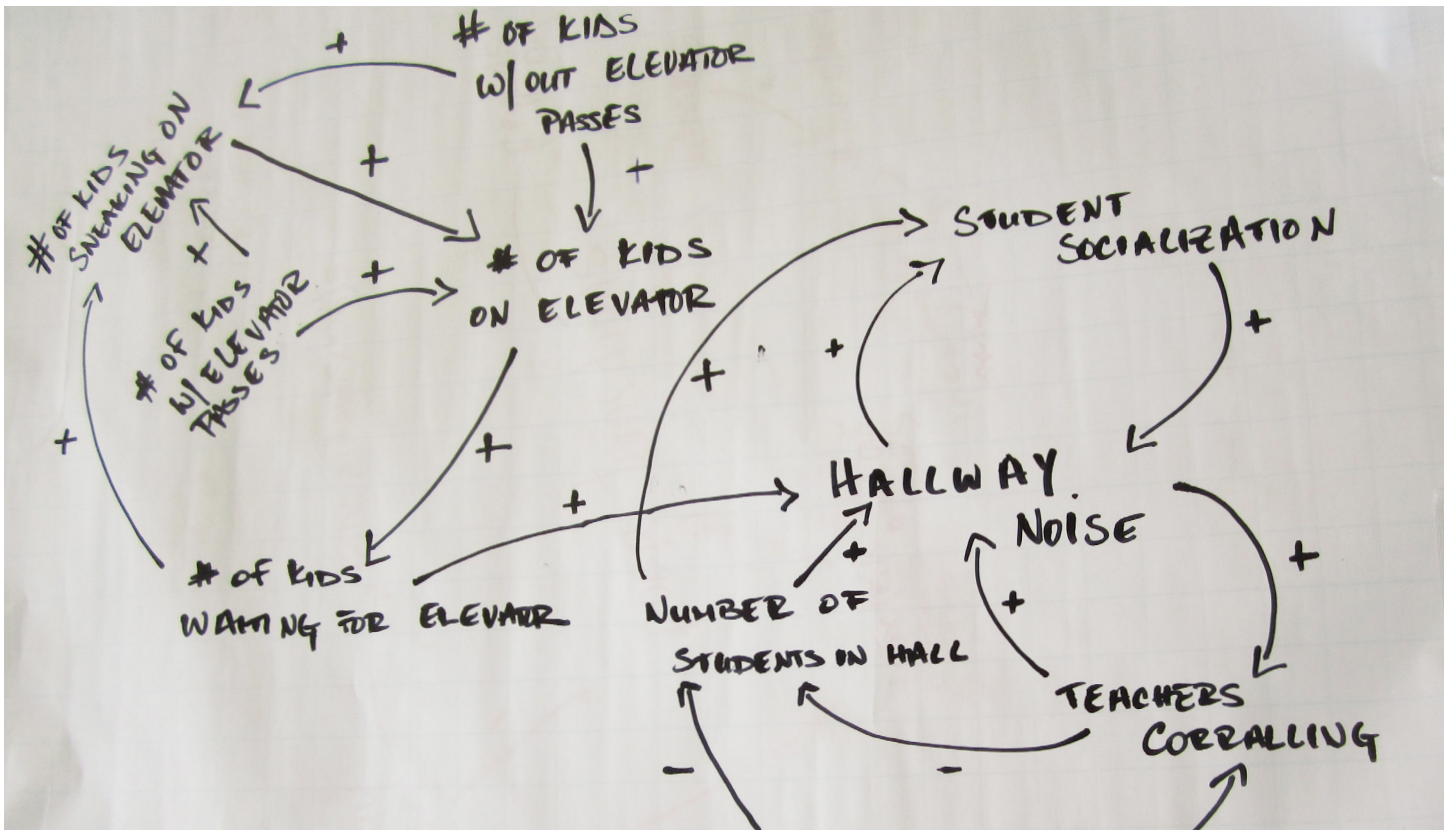 +
# OF KIDS
W/OUT ELEVATOR
PASSES
+
+
# OF KIDS
SNEAKING ON
ELEVATOR
+
# OF KIDS
W/ ELEVATOR
PASSES
+
# OF KIDS
ON ELEVATOR
STUDENT
SOCIALIZATION
+
+
+
+
+
+
# OF KIDS
WAITING FOR ELEVATOR
HALLWAY
NOISE
+
+
+
NUMBER OF
STUDENTS IN HALL
TEACHERS
CORRALLING
-
-